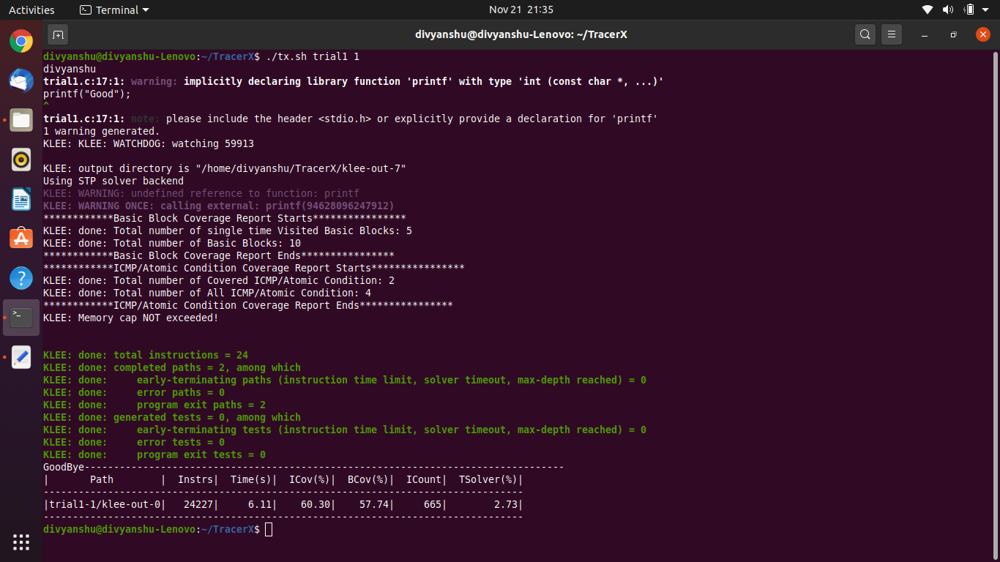 Activities Terminal Nov 21 21:35
divyanshu@divyanshu-Lenovo: ~/TracerX
divyanshu@divyanshu-Lenovo:~/TracerX$ ./tx.sh trial1 1
divyanshu
trial1.c:17:1: warning: implicitly declaring library function 'printf' with type 'int (const char *, ...)'
printf("Good");
^
trial1.c:17:1: note: please include the header <stdio.h> or explicitly provide a declaration for 'printf'
1 warning generated.
KLEE: KLEE: WATCHDOG: watching 59913
KLEE: output directory is "/home/divyanshu/TracerX/klee-out-7"
Using STP solver backend
KLEE: WARNING: undefined reference to function: printf
KLEE: WARNING ONCE: calling external: printf(94628096247912)
************Basic Block Coverage Report Starts****************
KLEE: done: Total number of single time Visited Basic Blocks: 5
KLEE: done: Total number of Basic Blocks: 10
************Basic Block Coverage Report Ends****************
************ICMP/Atomic Condition Coverage Report Starts****************
KLEE: done: Total number of Covered ICMP/Atomic Condition: 2
KLEE: done: Total number of All ICMP/Atomic Condition: 4
************ICMP/Atomic Condition Coverage Report Ends****************
KLEE: Memory cap NOT exceeded!
KLEE: done: total instructions = 24
KLEE: done: completed paths = 2, among which
KLEE: done:     early-terminating paths (instruction time limit, solver timeout, max-depth reached) = 0
KLEE: done:     error paths = 0
KLEE: done:     program exit paths = 2
KLEE: done: generated tests = 0, among which
KLEE: done:     early-terminating tests (instruction time limit, solver timeout, max-depth reached) = 0
KLEE: done:     error tests = 0
KLEE: done:     program exit tests = 0
GoodBye----------------------------------------------------------------------------------
|       Path        |  Instrs|  Time(s)|  ICov(%)|  BCov(%)|  ICount|  TSolver(%)|
----------------------------------------------------------------------------------
|trial1-1/klee-out-0|   24227|     6.11|    60.30|    57.74|     665|        2.73|
----------------------------------------------------------------------------------
divyanshu@divyanshu-Lenovo:~/TracerX$